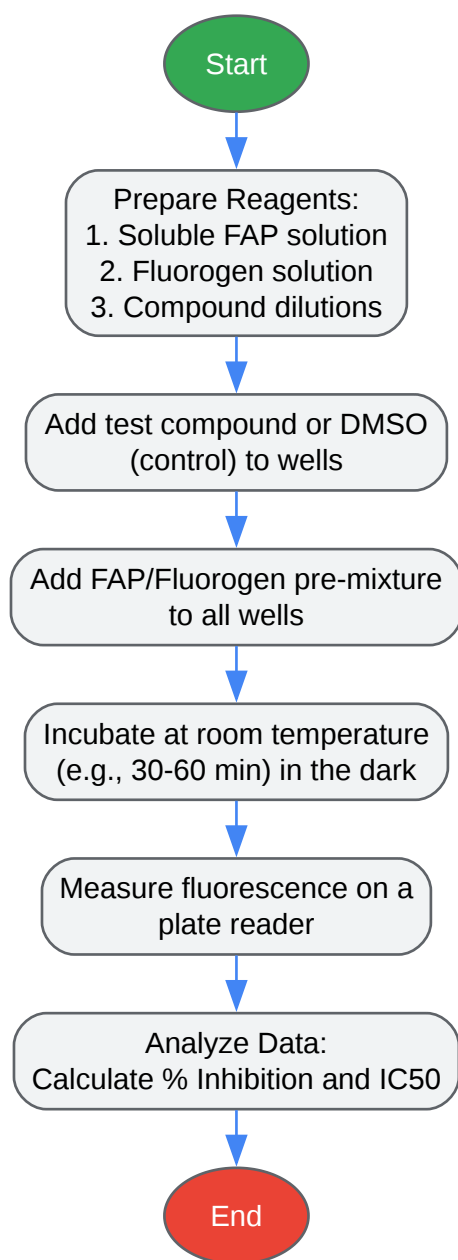 Start
Prepare Reagents:
1. Soluble FAP solution
2. Fluorogen solution
3. Compound dilutions
Add test compound or DMSO
(control) to wells
Add FAP/Fluorogen pre-mixture
to all wells
Incubate at room temperature
(e.g., 30-60 min) in the dark
Measure fluorescence on a
plate reader
Analyze Data:
Calculate % Inhibition and IC50
End